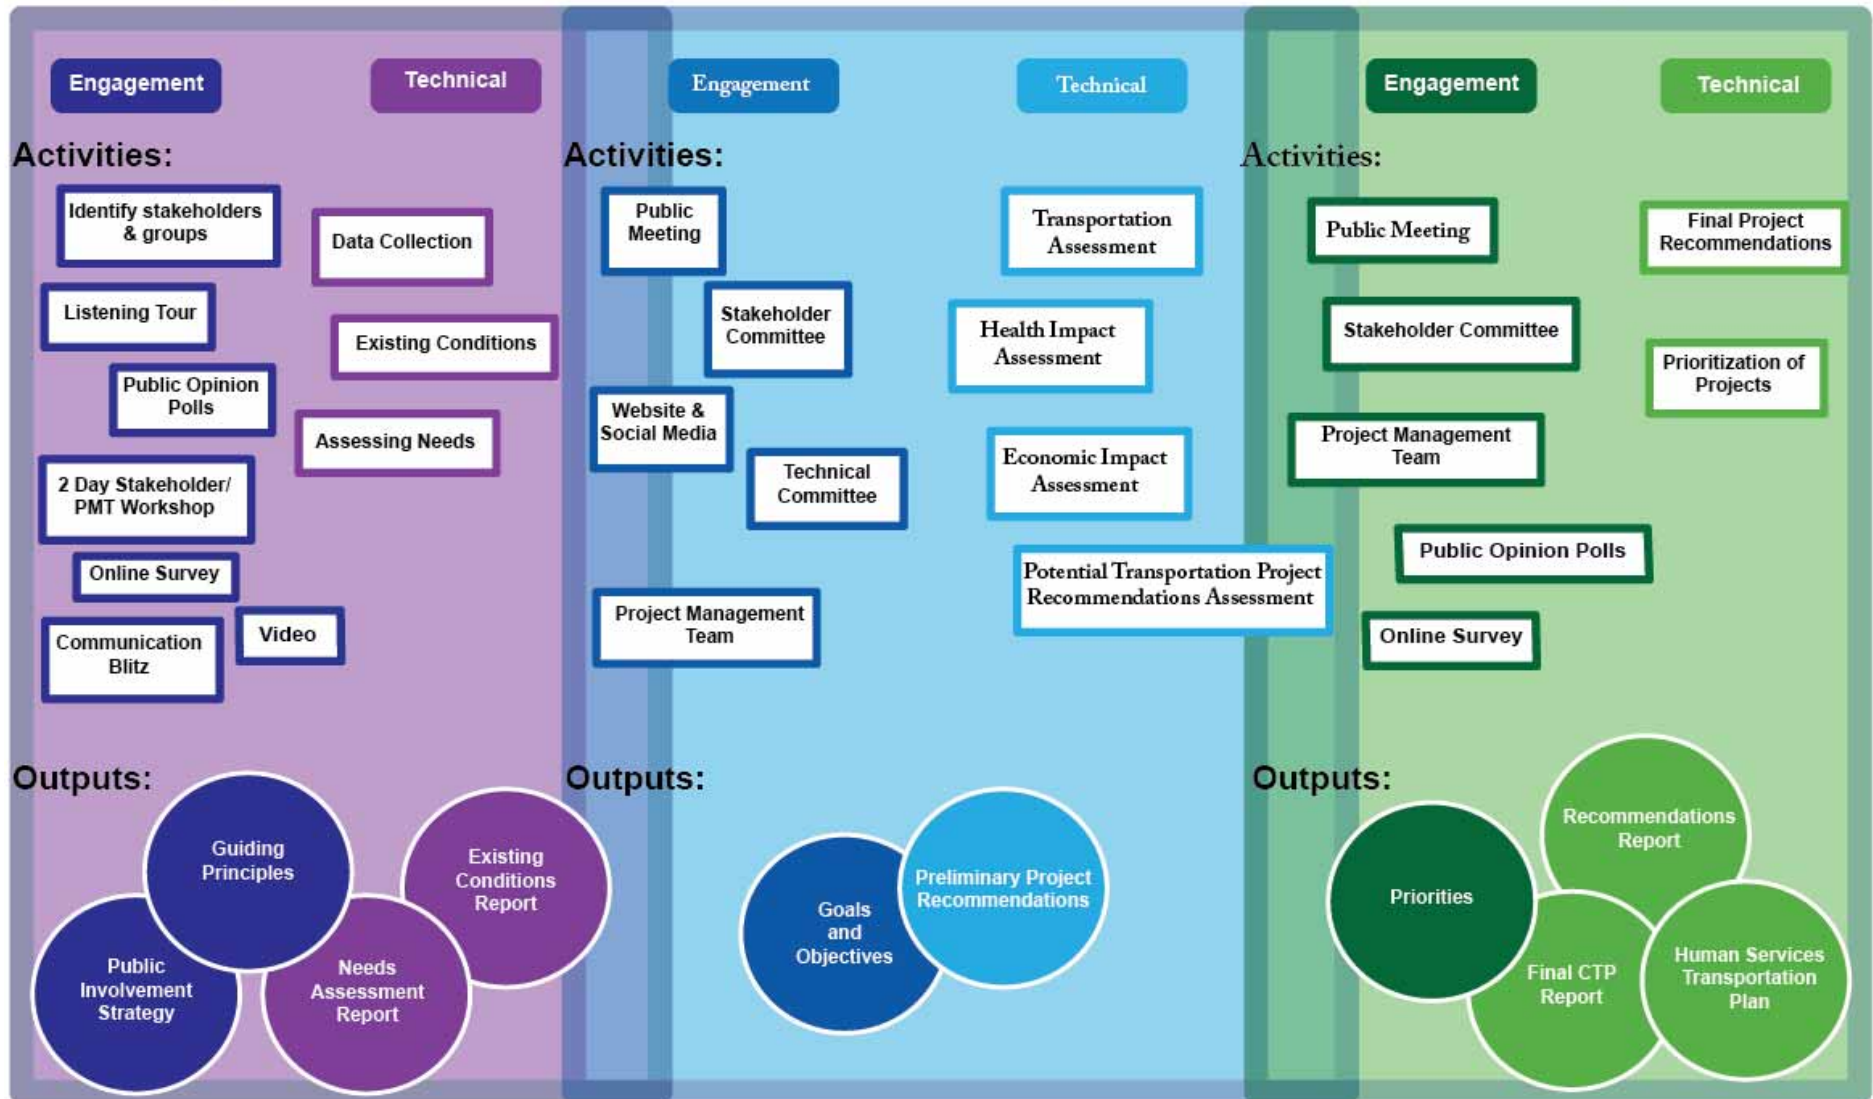 Engagement
Technical
Activities:
Identify stakeholders
& groups
Data Collection
Listening Tour
Existing Conditions
Public Opinion
Polls
Assessing Needs
2 Day Stakeholder/
PMT Workshop
Online Survey
Video
Communication
Blitz
Outputs:
Guiding
Principles
Existing
Conditions
Report
Public
Involvement
Strategy
Needs
Assessment
Report
Engagement
Technical
Activities:
Public
Meeting
Transportation
Assessment
Stakeholder
Committee
Health Impact
Assessment
Website &
Social Media
Technical
Committee
Economic Impact
Assessment
Potential Transportation Project
Recommendations Assessment
Project Management
Team
Outputs:
Goals
and
Objectives
Preliminary Project
Recommendations
Engagement
Technical
Activities:
Public Meeting
Final Project
Recommendations
Stakeholder Committee
Prioritization of
Projects
Project Management
Team
Public Opinion Polls
Online Survey
Outputs:
Recommendations
Report
Priorities
Final CTP
Report
Human Services
Transportation
Plan